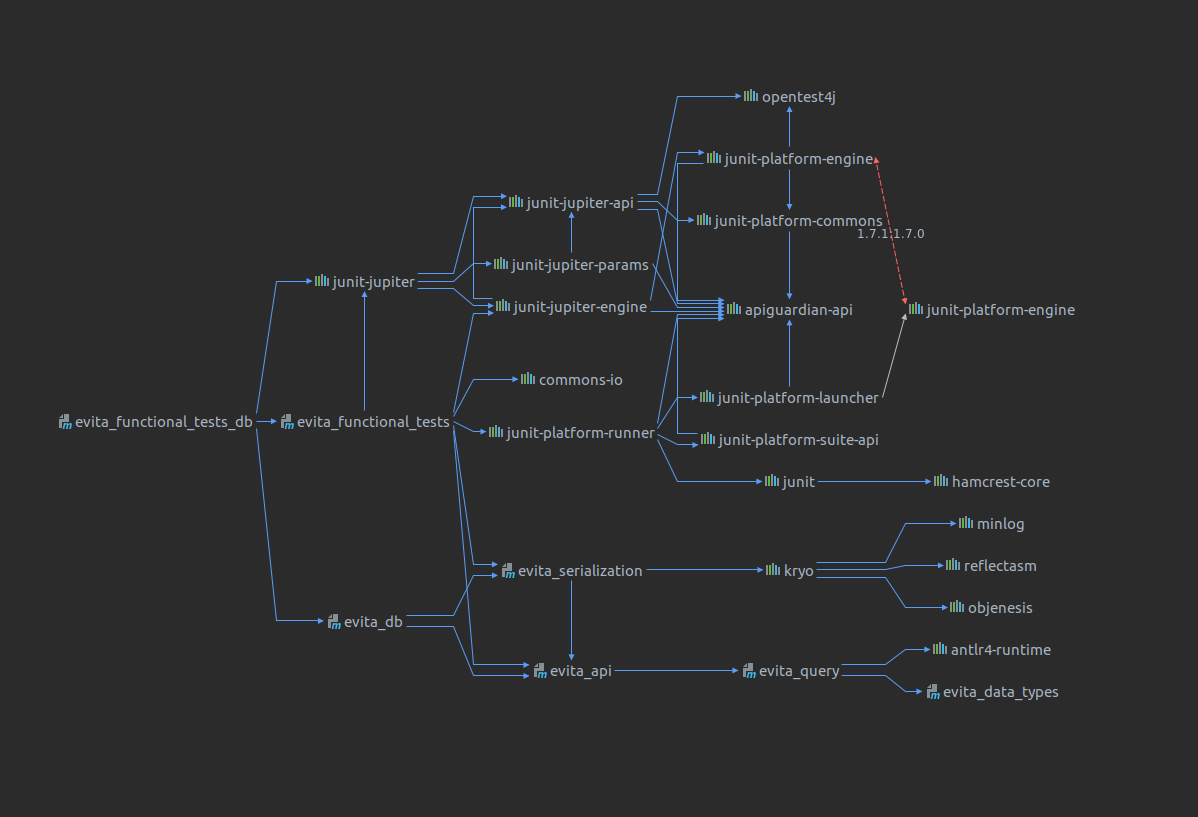 opentest4j
junit-platform-engine
junit-jupiter-api
junit-platform-commons
1.7.1:1.7.0
junit-jupiter-params
junit-jupiter
junit-jupiter-engine
apiguardian-api
junit-platform-engine
commons-io
junit-platform-launcher
evita_functional_tests_db
evita_functional_tests
junit-platform-runner
junit-platform-suite-api
junit
hamcrest-core
minlog
reflectasm
evita_serialization
kryo
objenesis
evita_db
antlr4-runtime
evita_api
evita_query
evita_data_types